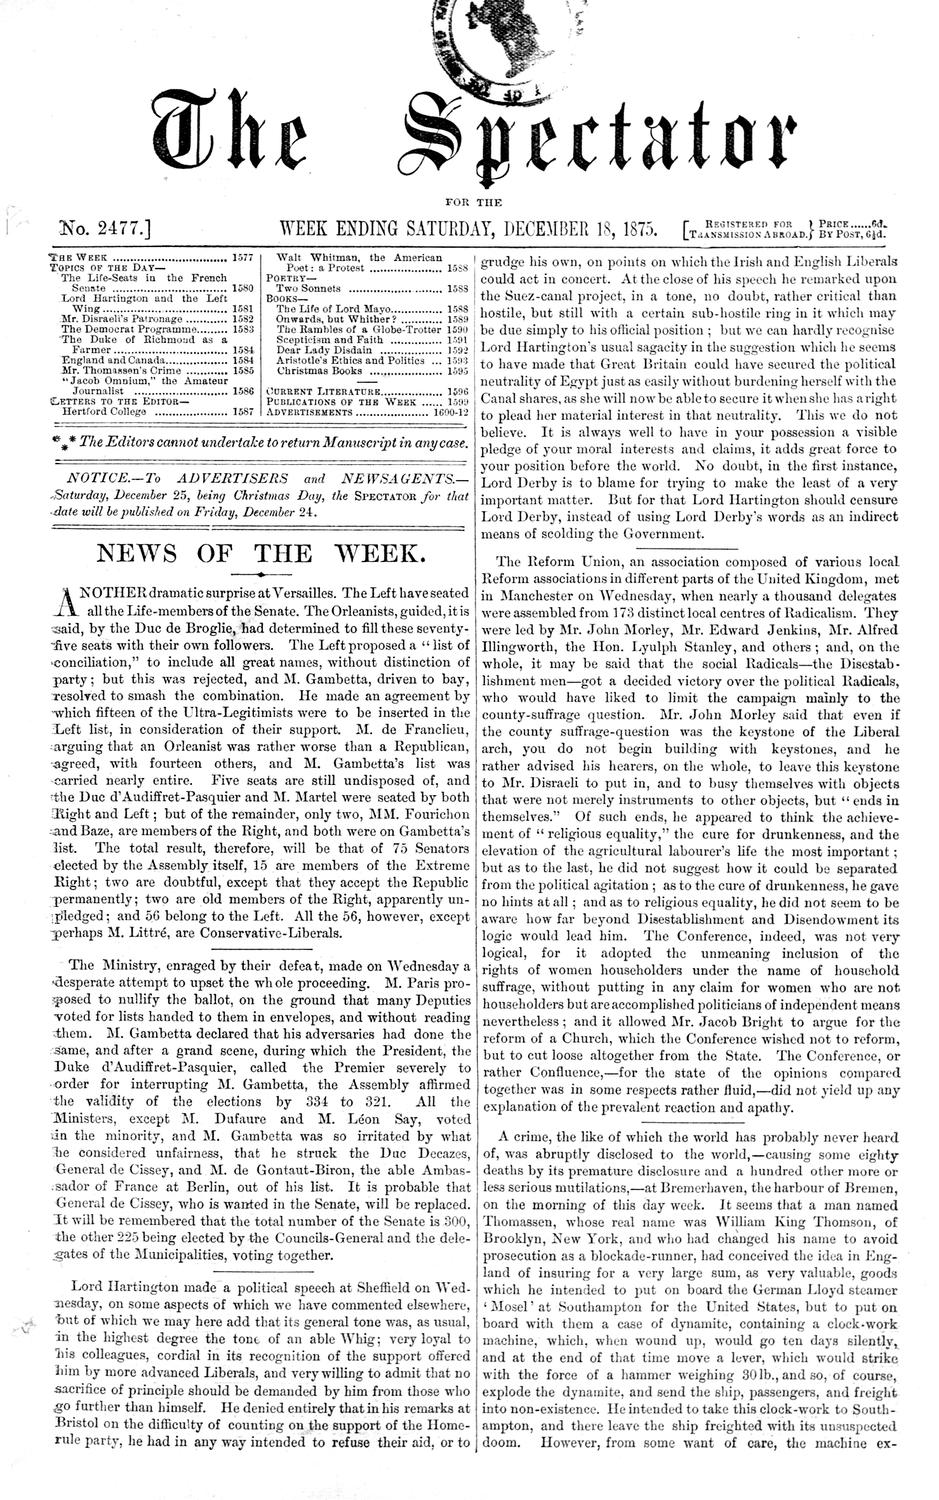 The Spectator
FOR THE
No. 2477.]
WEEK ENDING SATURDAY, DECEMBER 18, 1875.
[REGISTERED FOR TRANSMISSION ABROAD.}
PRICE......6d.
BY POST, 6½d.
THE WEEK ................................ 1577
TOPICS OF THE DAY—
The Life-Seats in the French
Senate ............................ 1580
Lord Hartington and the Left
Wing............................... 1581
Mr. Disraeli's Patronage ............ 1582
The Democrat Programme......... 1583
The Duke of Richmond as a
Farmer............................ 1584
England and Canada................ 1584
Mr. Thomassen's Crime ............ 1585
"Jacob Omnium," the Amateur
Journalist ........................ 1586
LETTERS TO THE EDITOR—
Hertford College .................. 1587
Walt Whitman, the American
Poet: a Protest ..................... 1588
POETRY—
Two Sonnets ........................ 1588
BOOKS—
The Life of Lord Mayo............ 1588
Onwards, but Whither? ............ 1589
The Rambles of a Globe-Trotter 1590
Scepticism and Faith ............... 1591
Dear Lady Disdain .................. 1592
Aristotle's Ethics and Politics ... 1593
Christmas Books ..................... 1595
CURRENT LITERATURE............... 1596
PUBLICATIONS OF THE WEEK ...... 1599
ADVERTISEMENTS ............... 1600-12
*** The Editors cannot undertake to return Manuscript in any case.
NOTICE.—To ADVERTISERS and NEWSAGENTS.—
Saturday, December 25, being Christmas Day, the SPECTATOR for that
date will be published on Friday, December 24.
NEWS OF THE WEEK.
ANOTHER dramatic surprise at Versailles. The Left have seated
all the Life-members of the Senate. The Orleanists, guided, it is
said, by the Duc de Broglie, had determined to fill these seventy-
five seats with their own followers. The Left proposed a "list of
conciliation," to include all great names, without distinction of
party; but this was rejected, and M. Gambetta, driven to bay,
resolved to smash the combination. He made an agreement by
which fifteen of the Ultra-Legitimists were to be inserted in the
Left list, in consideration of their support. M. de Franclieu,
arguing that an Orleanist was rather worse than a Republican,
agreed, with fourteen others, and M. Gambetta's list was
carried nearly entire. Five seats are still undisposed of, and
the Duc d'Audiffret-Pasquier and M. Martel were seated by both
Right and Left; but of the remainder, only two, MM. Fourichon
and Baze, are members of the Right, and both were on Gambetta's
list. The total result, therefore, will be that of 75 Senators
elected by the Assembly itself, 15 are members of the Extreme
Right; two are doubtful, except that they accept the Republic
permanently; two are old members of the Right, apparently un-
pledged; and 56 belong to the Left. All the 56, however, except
perhaps M. Littré, are Conservative-Liberals.
The Ministry, enraged by their defeat, made on Wednesday a
desperate attempt to upset the whole proceeding. M. Paris pro-
posed to nullify the ballot, on the ground that many Deputies
voted for lists handed to them in envelopes, and without reading
them. M. Gambetta declared that his adversaries had done the
same, and after a grand scene, during which the President, the
Duke d'Audiffret-Pasquier, called the Premier severely to
order for interrupting M. Gambetta, the Assembly affirmed
the validity of the elections by 334 to 321. All the
Ministers, except M. Dufaure and M. Léon Say, voted
in the minority, and M. Gambetta was so irritated by what
he considered unfairness, that he struck the Duc Decazes,
General de Cissey, and M. de Gontaut-Biron, the able Ambas-
sador of France at Berlin, out of his list. It is probable that
General de Cissey, who is wanted in the Senate, will be replaced.
It will be remembered that the total number of the Senate is 300,
the other 225 being elected by the Councils-General and the dele-
gates of the Municipalities, voting together.
Lord Hartington made a political speech at Sheffield on Wed-
nesday, on some aspects of which we have commented elsewhere,
but of which we may here add that its general tone was, as usual,
in the highest degree the tone of an able Whig; very loyal to
his colleagues, cordial in its recognition of the support offered
him by more advanced Liberals, and very willing to admit that no
sacrifice of principle should be demanded by him from those who
go further than himself. He denied entirely that in his remarks at
Bristol on the difficulty of counting on the support of the Home-
rule party, he had in any way intended to refuse their aid, or to
grudge his own, on points on which the Irish and English Liberals
could act in concert. At the close of his speech he remarked upon
the Suez-canal project, in a tone, no doubt, rather critical than
hostile, but still with a certain sub-hostile ring in it which may
be due simply to his official position; but we can hardly recognise
Lord Hartington's usual sagacity in the suggestion which he seems
to have made that Great Britain could have secured the political
neutrality of Egypt just as easily without burdening herself with the
Canal shares, as she will now be able to secure it when she has a right
to plead her material interest in that neutrality. This we do not
believe. It is always well to have in your possession a visible
pledge of your moral interests and claims, it adds great force to
your position before the world. No doubt, in the first instance,
Lord Derby is to blame for trying to make the least of a very
important matter. But for that Lord Hartington should censure
Lord Derby, instead of using Lord Derby's words as an indirect
means of scolding the Government.
The Reform Union, an association composed of various local
Reform associations in different parts of the United Kingdom, met
in Manchester on Wednesday, when nearly a thousand delegates
were assembled from 173 distinct local centres of Radicalism. They
were led by Mr. John Morley, Mr. Edward Jenkins, Mr. Alfred
Illingworth, the Hon. Lyulph Stanley, and others; and, on the
whole, it may be said that the social Radicals—the Disestab-
lishment men—got a decided victory over the political Radicals,
who would have liked to limit the campaign mainly to the
county-suffrage question. Mr. John Morley said that even if
the county suffrage-question was the keystone of the Liberal
arch, you do not begin building with keystones, and he
rather advised his hearers, on the whole, to leave this keystone
to Mr. Disraeli to put in, and to busy themselves with objects
that were not merely instruments to other objects, but "ends in
themselves." Of such ends, he appeared to think the achieve-
ment of "religious equality," the cure for drunkenness, and the
elevation of the agricultural labourer's life the most important;
but as to the last, he did not suggest how it could be separated
from the political agitation; as to the cure of drunkenness, he gave
no hints at all; and as to religious equality, he did not seem to be
aware how far beyond Disestablishment and Disendowment its
logic would lead him. The Conference, indeed, was not very
logical, for it adopted the unmeaning inclusion of the
rights of women householders under the name of household
suffrage, without putting in any claim for women who are not
householders but are accomplished politicians of independent means
nevertheless; and it allowed Mr. Jacob Bright to argue for the
reform of a Church, which the Conference wished not to reform,
but to cut loose altogether from the State. The Conference, or
rather Confluence,—for the state of the opinions compared
together was in some respects rather fluid,—did not yield up any
explanation of the prevalent reaction and apathy.
A crime, the like of which the world has probably never heard
of, was abruptly disclosed to the world,—causing some eighty
deaths by its premature disclosure and a hundred other more or
less serious mutilations,—at Bremerhaven, the harbour of Bremen,
on the morning of this day week. It seems that a man named
Thomassen, whose real name was William King Thomson, of
Brooklyn, New York, and who had changed his name to avoid
prosecution as a blockade-runner, had conceived the idea in Eng-
land of insuring for a very large sum, as very valuable, goods
which he intended to put on board the German Lloyd steamer
'Mosel' at Southampton for the United States, but to put on
board with them a case of dynamite, containing a clock-work
machine, which, when wound up, would go ten days silently,
and at the end of that time move a lever, which would strike
with the force of a hammer weighing 30 lb., and so, of course,
explode the dynamite, and send the ship, passengers, and freight
into non-existence. He intended to take this clock-work to South-
ampton, and there leave the ship freighted with its unsuspected
doom. However, from some want of care, the machine ex-